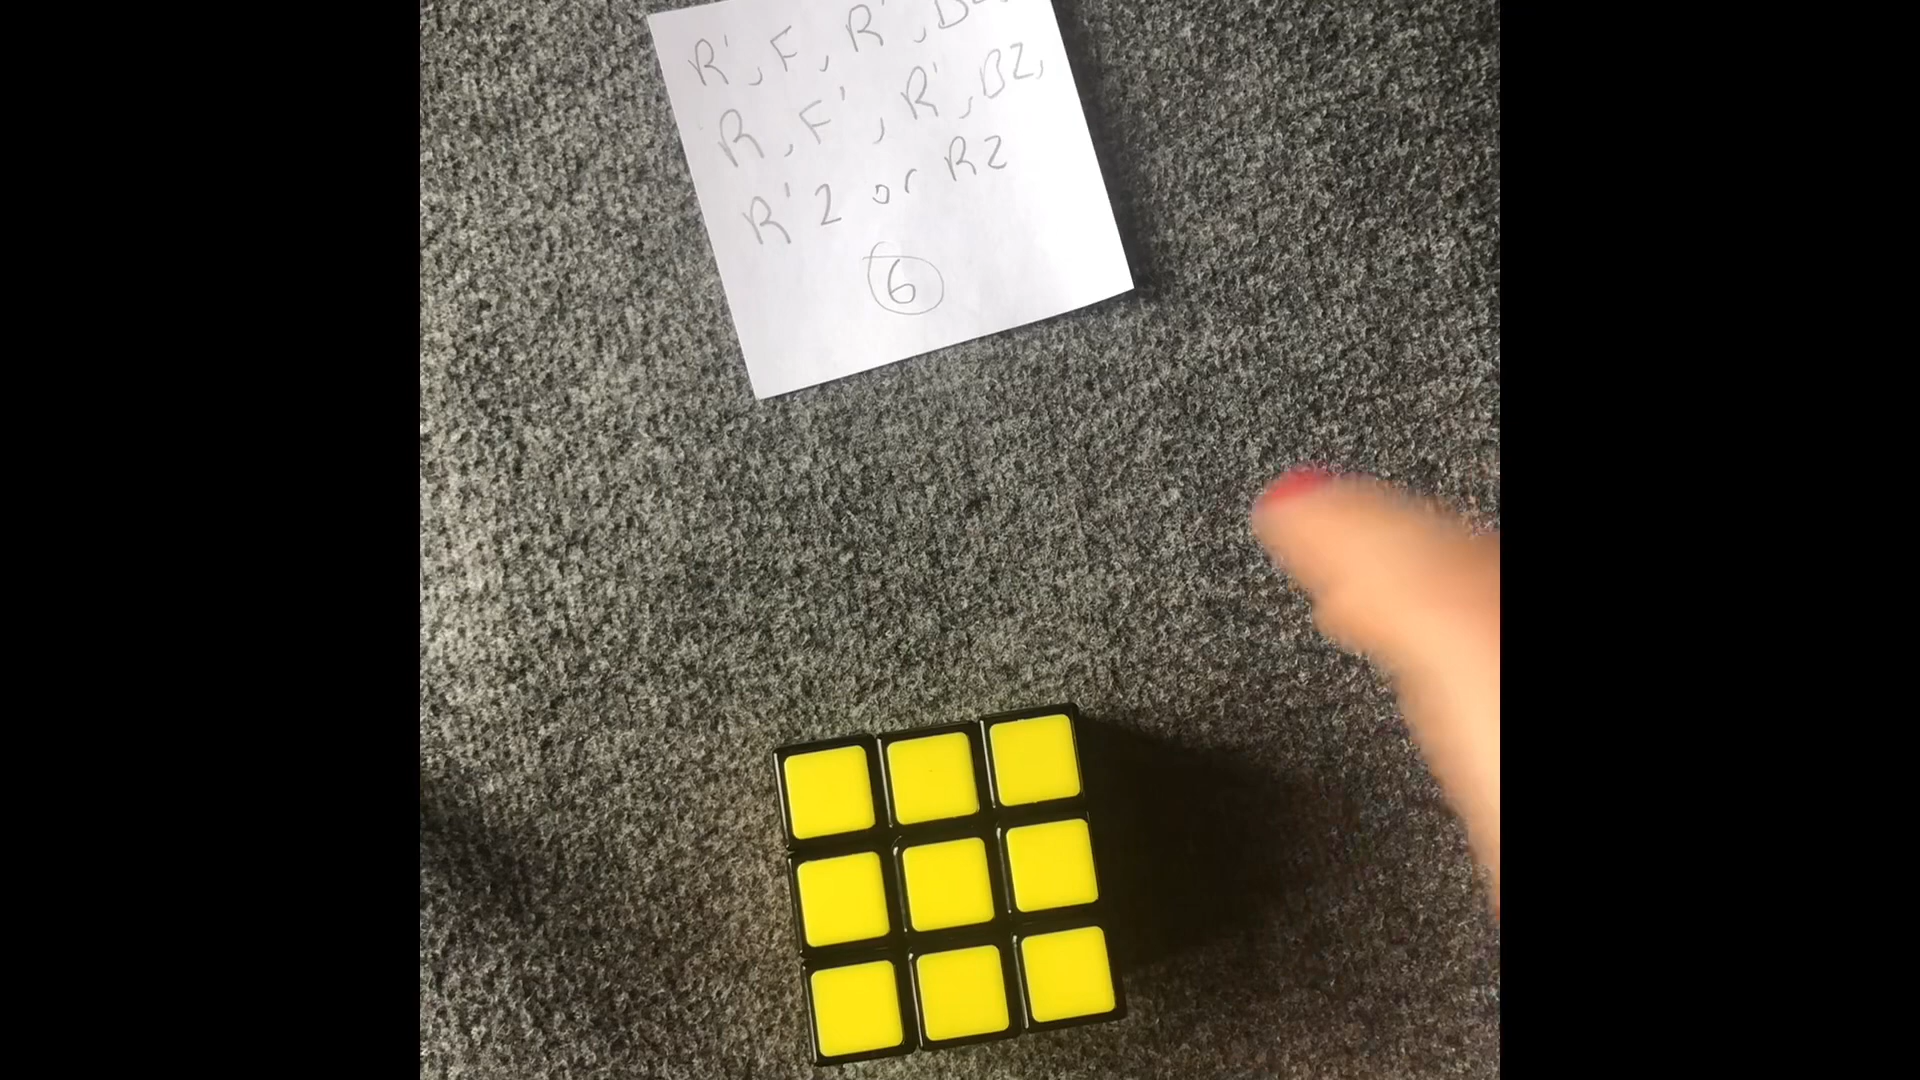 R', F, R', B2,
R, F', R', B2,
R'2 or R2
6